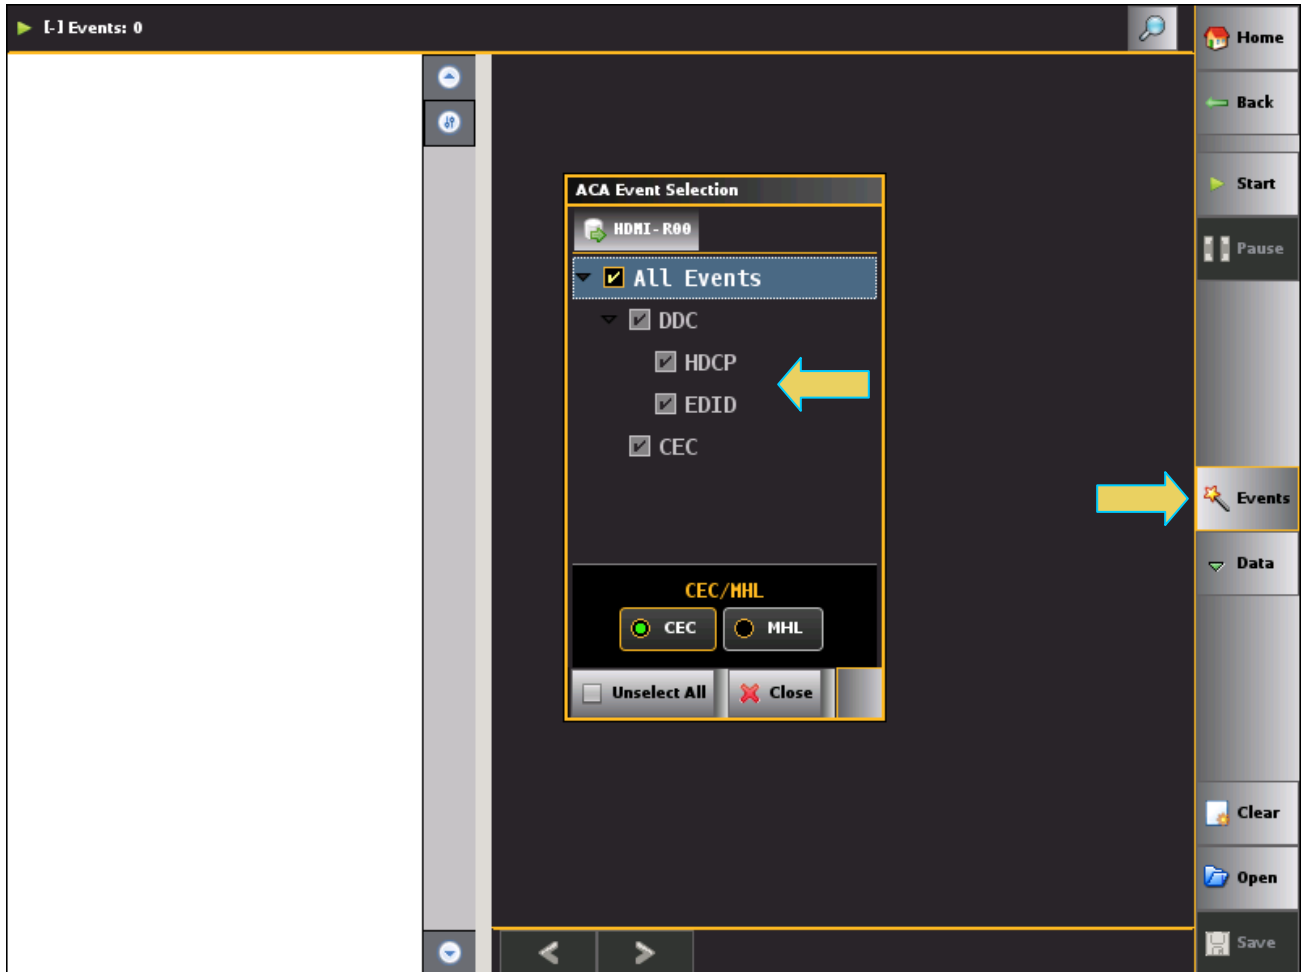 [-] Events: 0
Home
Back
Start
Pause
ACA Event Selection
HDMI-R00
All Events
DDC
HDCP
EDID
CEC
CEC/MHL
CEC
MHL
Unselect All
Close
Events
Data
Clear
Open
Save